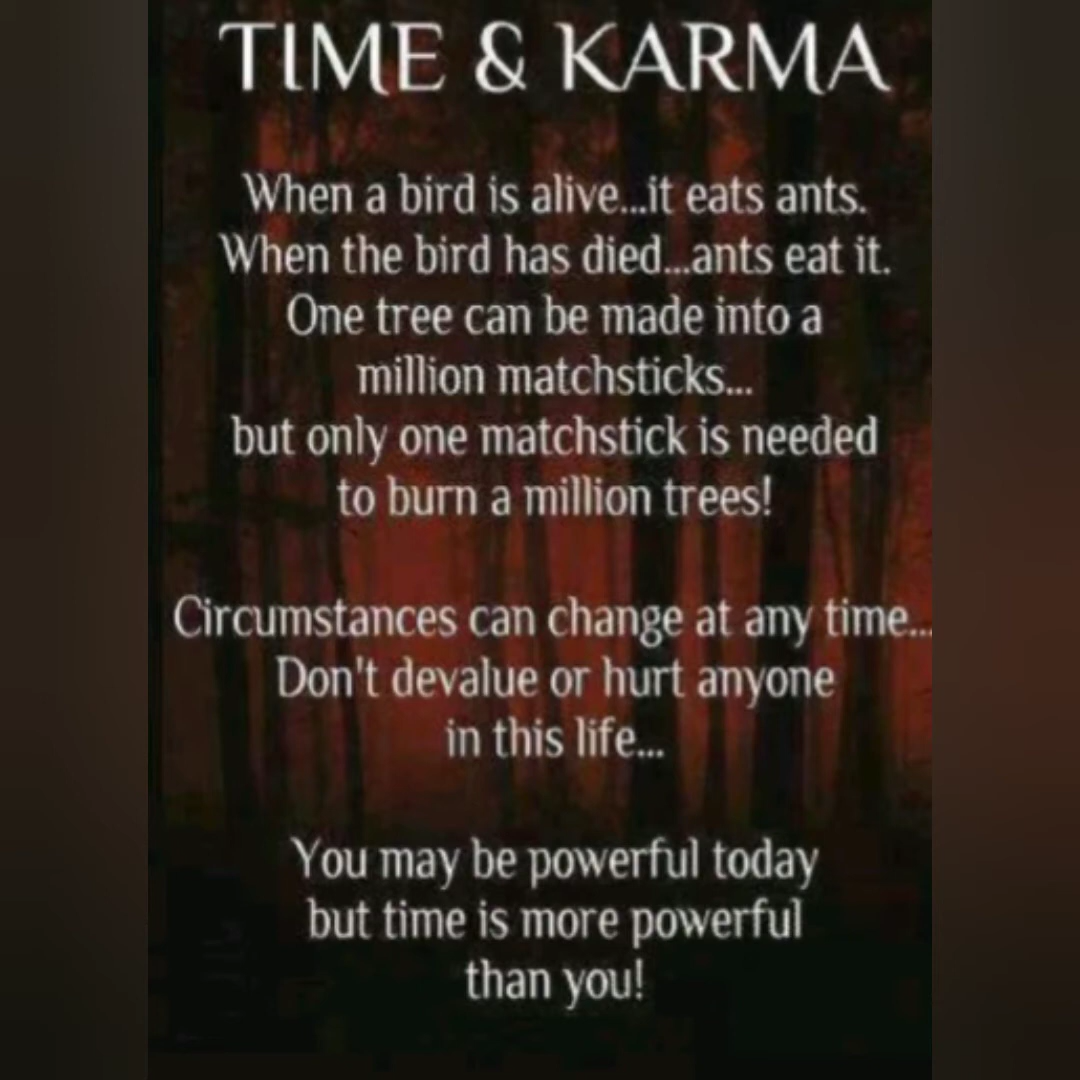 TIME & KARMA
When a bird is alive...it eats ants.
When the bird has died...ants eat it.
One tree can be made into a
million matchsticks...
but only one matchstick is needed
to burn a million trees!
Circumstances can change at any time...
Don't devalue or hurt anyone
in this life...
You may be powerful today
but time is more powerful
than you!